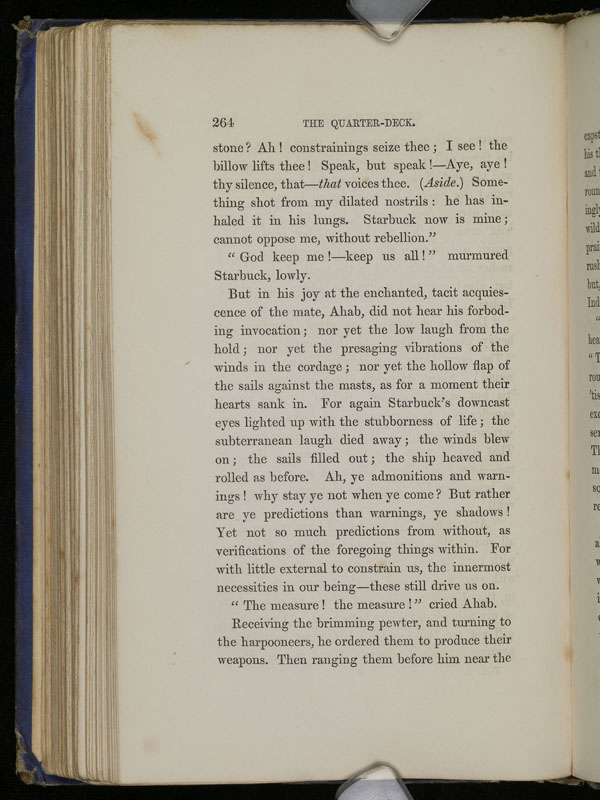 264 THE QUARTER-DECK.
stone? Ah! constrainings seize thee; I see! the
billow lifts thee! Speak, but speak!—Aye, aye!
thy silence, that—that voices thee. (Aside.) Some-
thing shot from my dilated nostrils: he has in-
haled it in his lungs. Starbuck now is mine;
cannot oppose me, without rebellion."
"God keep me!—keep us all!" murmured
Starbuck, lowly.
But in his joy at the enchanted, tacit acquies-
cence of the mate, Ahab, did not hear his forbod-
ing invocation; nor yet the low laugh from the
hold; nor yet the presaging vibrations of the
winds in the cordage; nor yet the hollow flap of
the sails against the masts, as for a moment their
hearts sank in. For again Starbuck's downcast
eyes lighted up with the stubborness of life; the
subterranean laugh died away; the winds blew
on; the sails filled out; the ship heaved and
rolled as before. Ah, ye admonitions and warn-
ings! why stay ye not when ye come? But rather
are ye predictions than warnings, ye shadows!
Yet not so much predictions from without, as
verifications of the foregoing things within. For
with little external to constrain us, the innermost
necessities in our being—these still drive us on.
"The measure! the measure!" cried Ahab.
Receiving the brimming pewter, and turning to
the harpooneers, he ordered them to produce their
weapons. Then ranging them before him near the